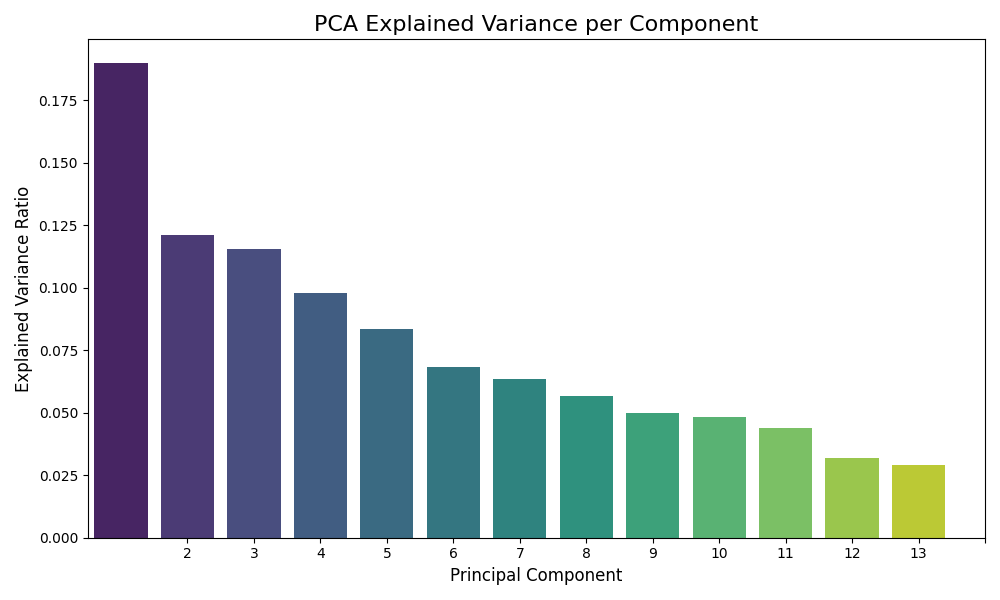 PCA Explained Variance per Component
Explained Variance Ratio
0.175
0.150
0.125
0.100
0.075
0.050
0.025
0.000
2 3 4 5 6 7 8 9 10 11 12 13
Principal Component